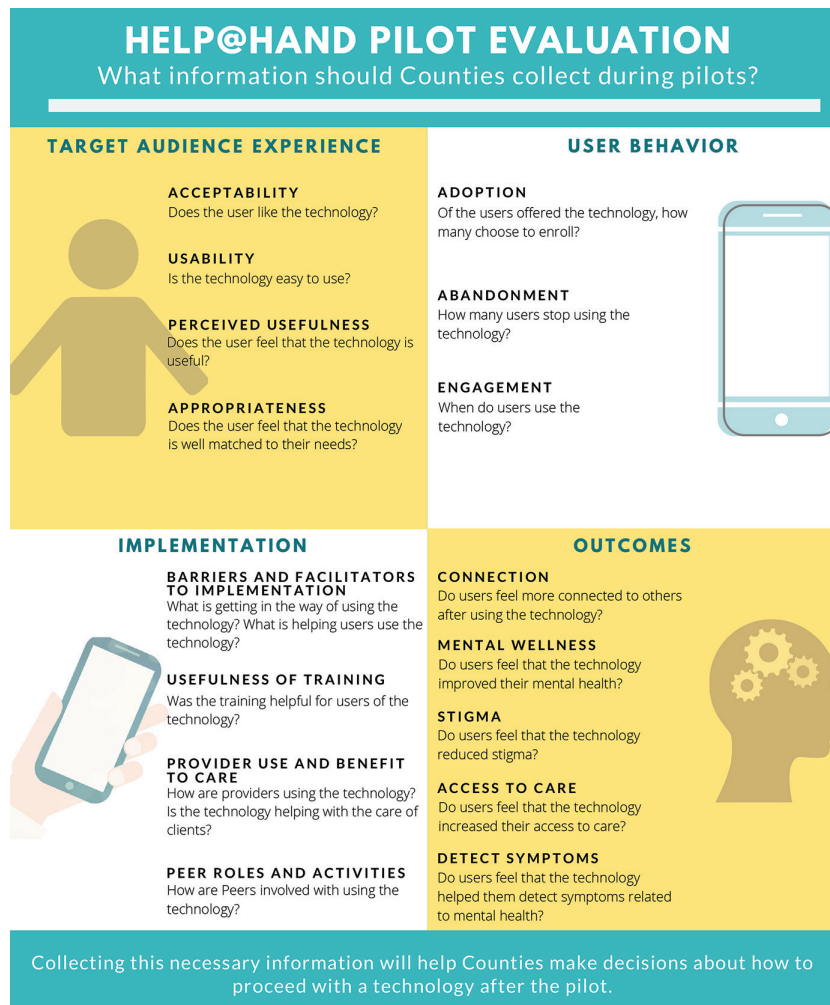 HELP@HAND PILOT EVALUATION
What information should Counties collect during pilots?
TARGET AUDIENCE EXPERIENCE
ACCEPTABILITY
Does the user like the technology?
USABILITY
Is the technology easy to use?
PERCEIVED USEFULNESS
Does the user feel that the technology is
useful?
APPROPRIATENESS
Does the user feel that the technology
is well matched to their needs?
USER BEHAVIOR
ADOPTION
Of the users offered the technology, how
many choose to enroll?
ABANDONMENT
How many users stop using the
technology?
ENGAGEMENT
When do users use the
technology?
IMPLEMENTATION
BARRIERS AND FACILITATORS
TO IMPLEMENTATION
What is getting in the way of using the
technology? What is helping users use the
technology?
USEFULNESS OF TRAINING
Was the training helpful for users of the
technology?
PROVIDER USE AND BENEFIT
TO CARE
How are providers using the technology?
Is the technology helping with the care of
clients?
PEER ROLES AND ACTIVITIES
How are Peers involved with using the
technology?
OUTCOMES
CONNECTION
Do users feel more connected to others
after using the technology?
MENTAL WELLNESS
Do users feel that the technology
improved their mental health?
STIGMA
Do users feel that the technology
reduced stigma?
ACCESS TO CARE
Do users feel that the technology
increased their access to care?
DETECT SYMPTOMS
Do users feel that the technology
helped them detect symptoms related
to mental health?
Collecting this necessary information will help Counties make decisions about how to
proceed with a technology after the pilot.